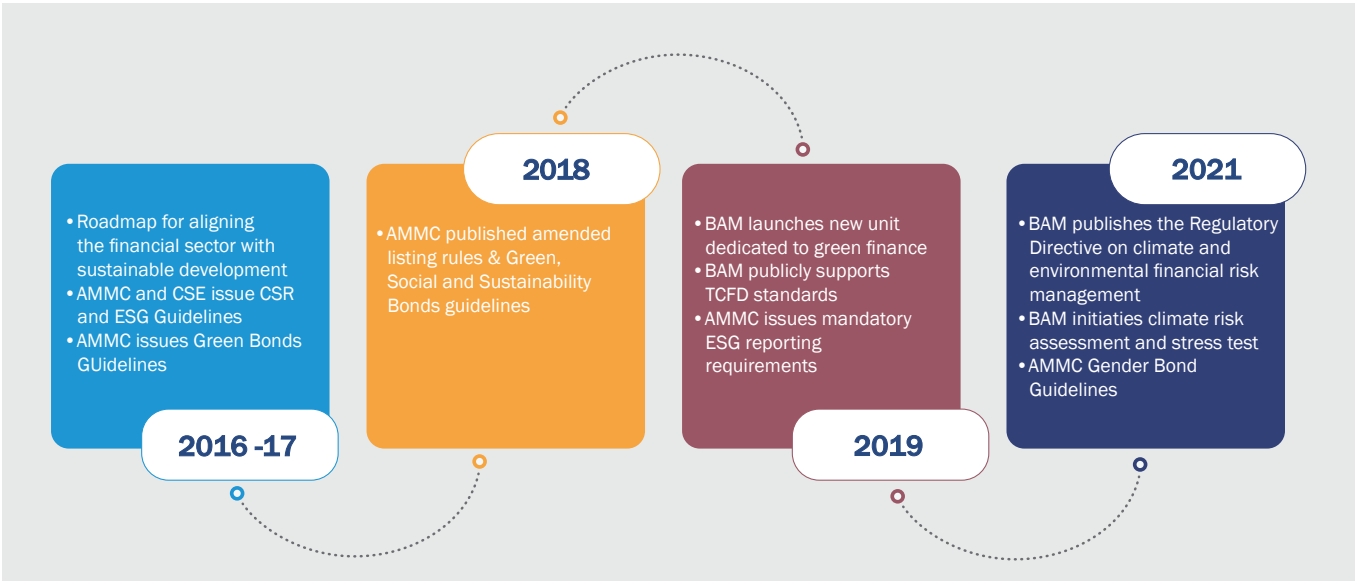 • Roadmap for aligning
the financial sector with
sustainable development
• AMMC and CSE issue CSR
and ESG Guidelines
• AMMC issues Green Bonds
GUidelines
2016 -17
2018
• AMMC published amended
listing rules & Green,
Social and Sustainability
Bonds guidelines
• BAM launches new unit
dedicated to green finance
• BAM publicly supports
TCFD standards
• AMMC issues mandatory
ESG reporting
requirements
2019
2021
• BAM publishes the Regulatory
Directive on climate and
environmental financial risk
management
• BAM initiaties climate risk
assessment and stress test
• AMMC Gender Bond
Guidelines